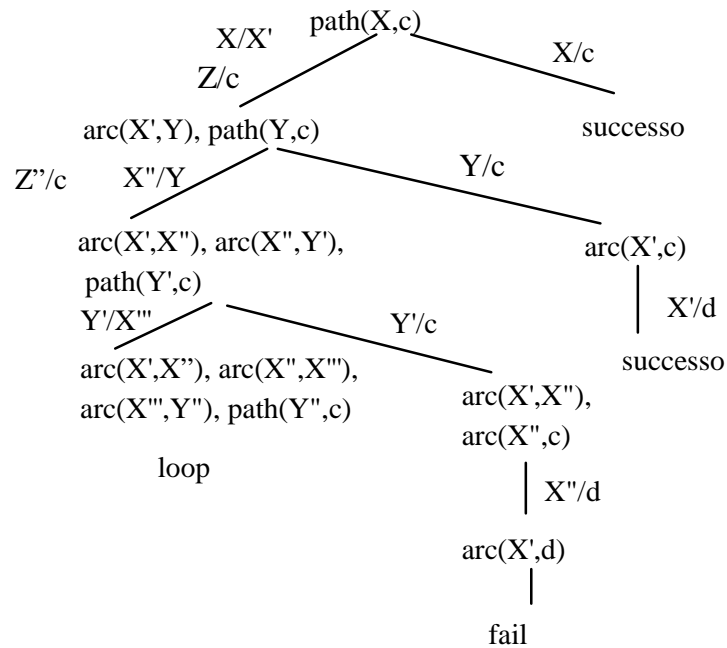 path(X,c)
X/X'
X/c
Z/c
arc(X',Y), path(Y,c)
successo
Z”/c
X"/Y
Y/c
arc(X',X"), arc(X",Y'),
path(Y',c)
arc(X',c)
X'/d
Y'/X'"
Y'/c
successo
arc(X',X”), arc(X",X'"),
arc(X'",Y"), path(Y",c)
arc(X',X"),
arc(X",c)
loop
X"/d
arc(X',d)
fail